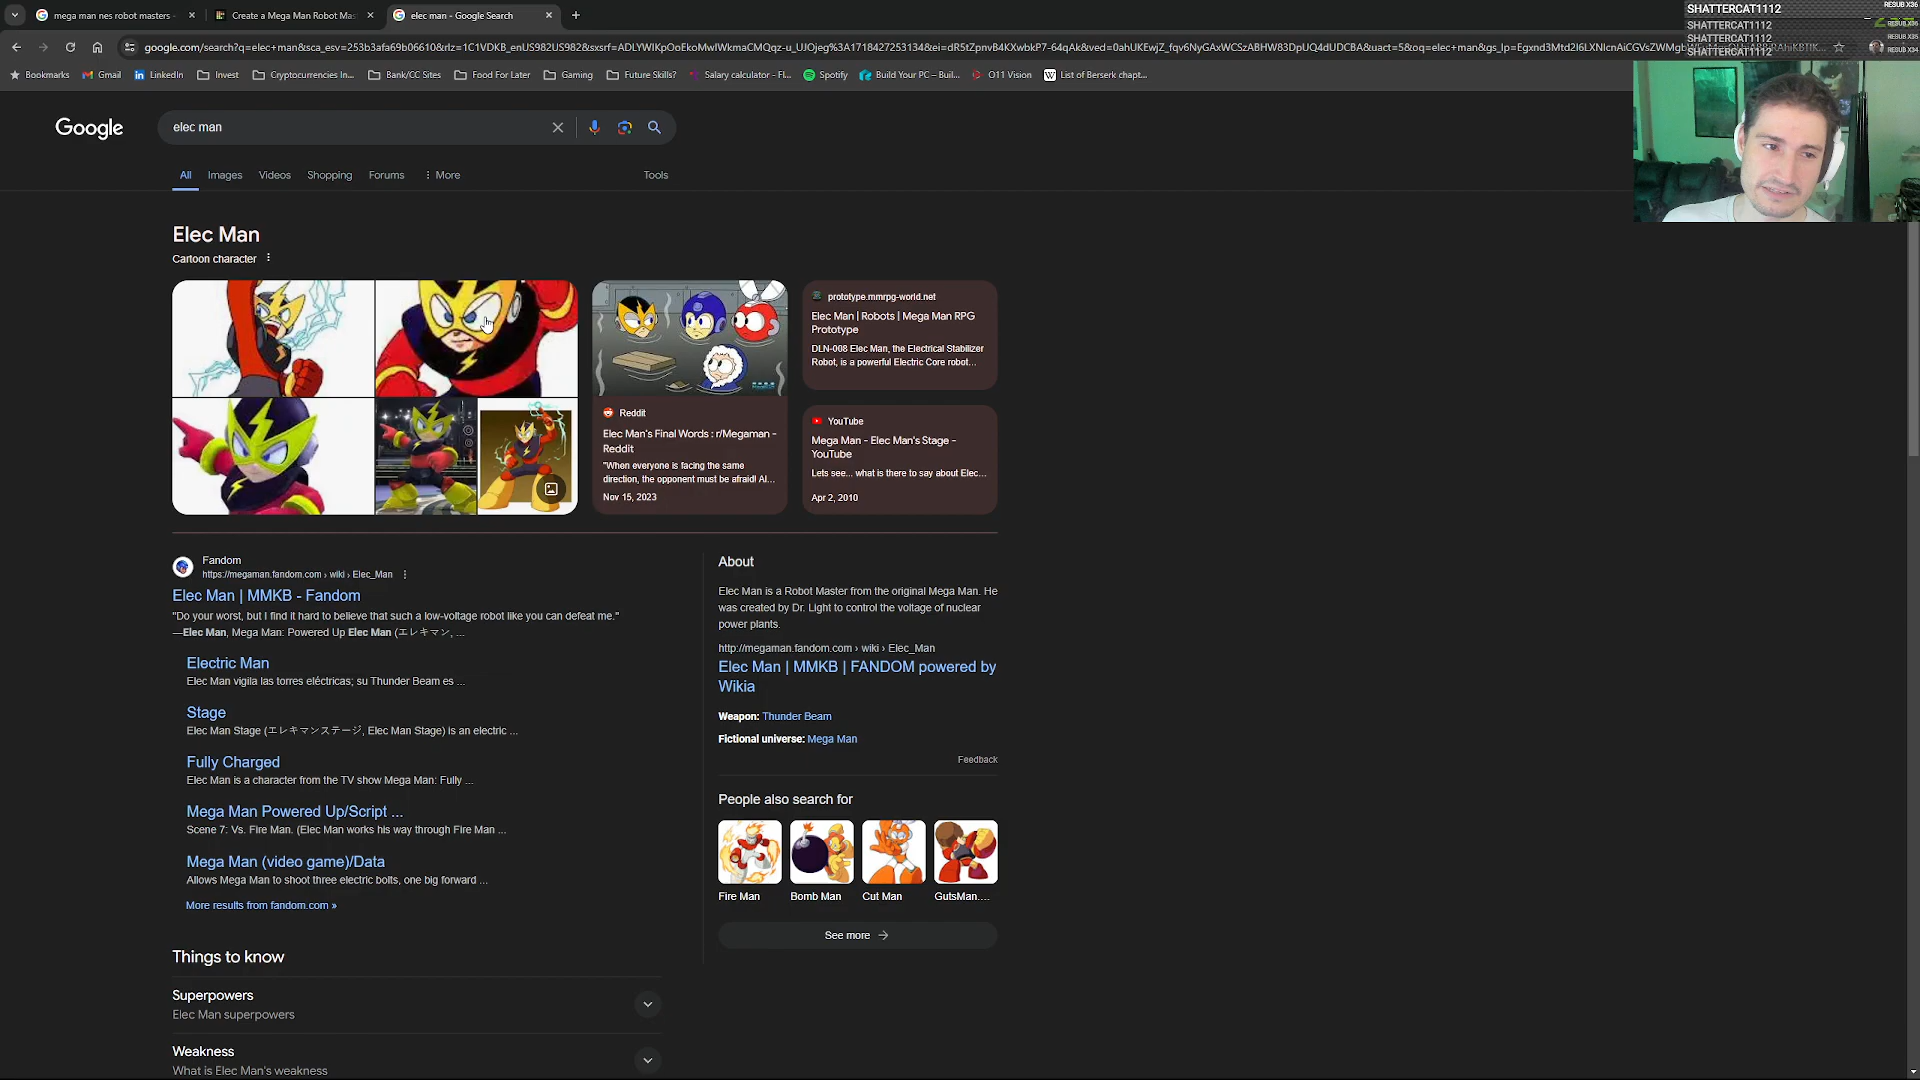 mega man nes robot masters -
Create a Mega Man Robot Mas
elec man - Google Search
SHATTERCAT1112
RESUB X36
SHATTERCAT1112
RESUB X35
SHATTERCAT1112
RESUB X34
SHATTERCAT1112
Bookmarks
Gmail
LinkedIn
Invest
Cryptocurrencies In...
Bank/CC Sites
Food For Later
Gaming
Future Skills?
Salary calculator - Fl...
Spotify
Build Your PC – Buil...
O11 Vision
List of Berserk chapt...
Google
elec man
All
Images
Videos
Shopping
Forums
More
Tools
Elec Man
Cartoon character
Reddit
Elec Man's Final Words : r/Megaman -
Reddit
"When everyone is facing the same
direction, the opponent must be afraid! Al...
Nov 15, 2023
prototype.mmrpg-world.net
Elec Man | Robots | Mega Man RPG
Prototype
DLN-008 Elec Man, the Electrical Stabilizer
Robot, is a powerful Electric Core robot...
YouTube
Mega Man - Elec Man's Stage -
YouTube
Lets see... what is there to say about Elec...
Apr 2, 2010
Fandom
https://megaman.fandom.com › wiki › Elec_Man
Elec Man | MMKB - Fandom
"Do your worst, but I find it hard to believe that such a low-voltage robot like you can defeat me."
—Elec Man, Mega Man: Powered Up Elec Man (エレキマン, ...
Electric Man
Elec Man vigila las torres eléctricas; su Thunder Beam es ...
Stage
Elec Man Stage (エレキマンステージ, Elec Man Stage) is an electric ...
Fully Charged
Elec Man is a character from the TV show Mega Man: Fully ...
Mega Man Powered Up/Script ...
Scene 7: Vs. Fire Man. (Elec Man works his way through Fire Man ...
Mega Man (video game)/Data
Allows Mega Man to shoot three electric bolts, one big forward ...
More results from fandom.com »
Things to know
Superpowers
Elec Man superpowers
Weakness
What is Elec Man's weakness
About
Elec Man is a Robot Master from the original Mega Man. He
was created by Dr. Light to control the voltage of nuclear
power plants.
http://megaman.fandom.com › wiki › Elec_Man
Elec Man | MMKB | FANDOM powered by
Wikia
Weapon: Thunder Beam
Fictional universe: Mega Man
Feedback
People also search for
Fire Man
Bomb Man
Cut Man
GutsMan....
See more